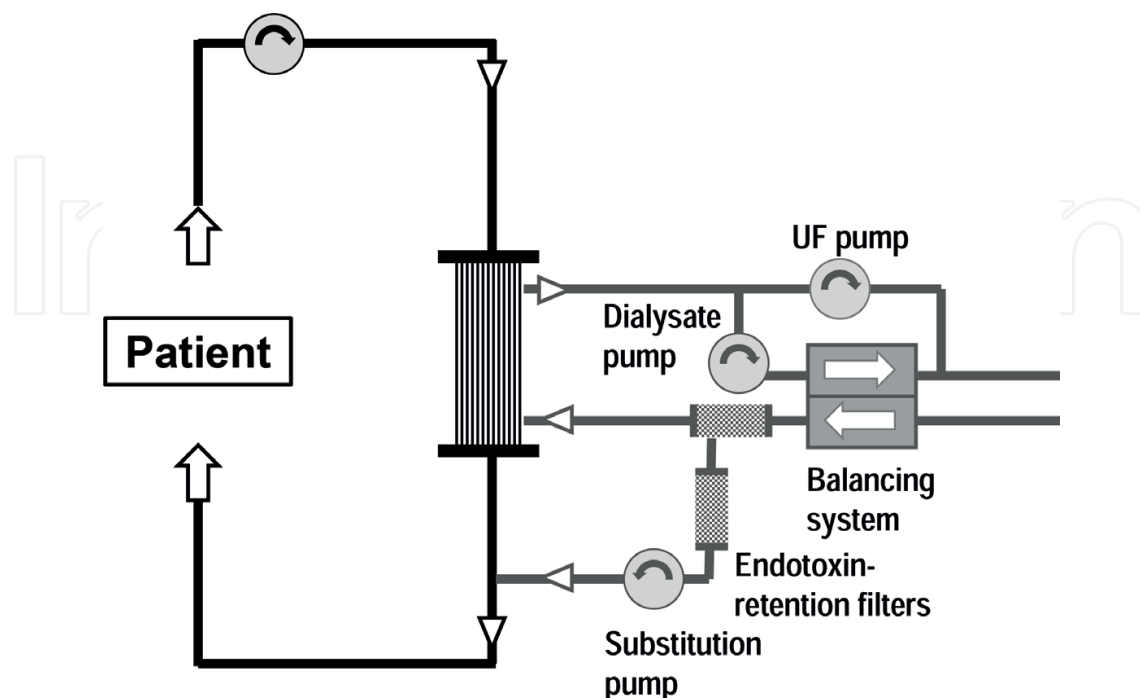 UF pump
Dialysate
pump
Patient
Balancing
system
Endotoxin-
retention filters
Substitution
pump